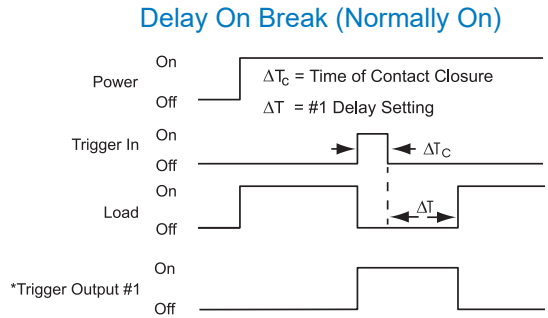 Delay On Break (Normally On)
Power
On
Off
ΔTc = Time of Contact Closure
ΔT = #1 Delay Setting
Trigger In
On
Off
ΔTC
Load
On
Off
ΔT
*Trigger Output #1
On
Off